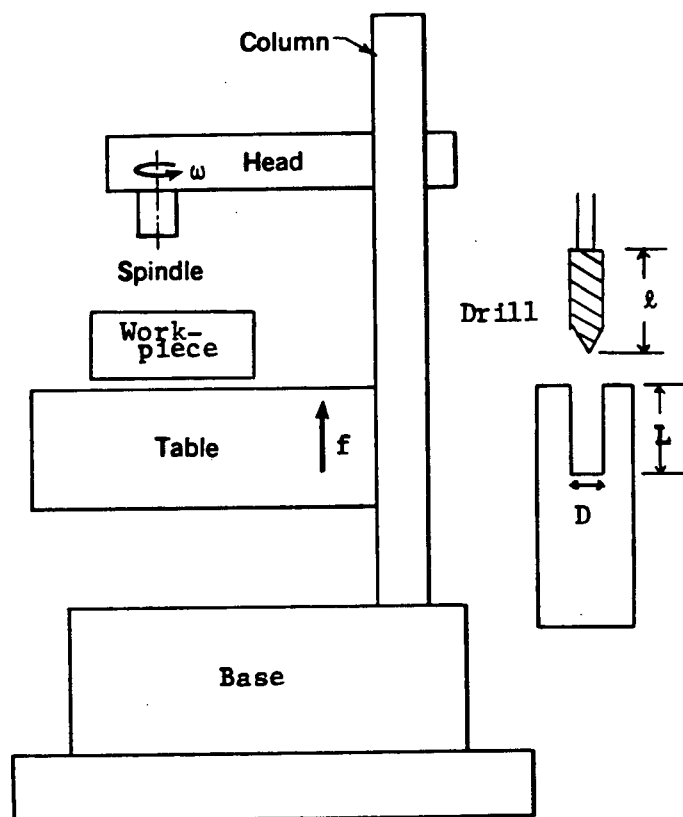 Column
Head
ω
Spindle
Drill
ℓ
Work-
piece
Table
f
L
D
Base